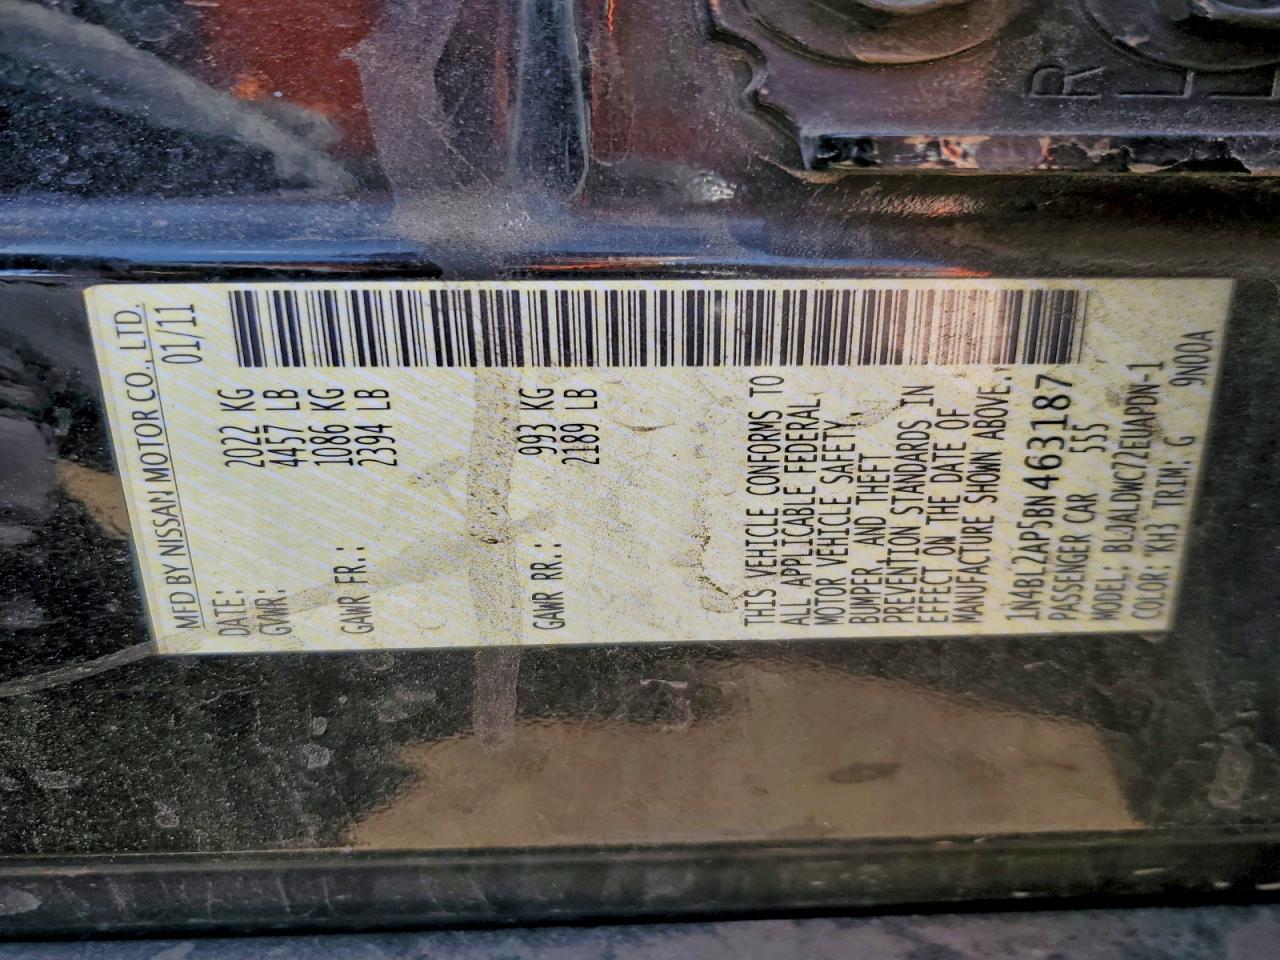 MFD BY NISSAN MOTOR CO., LTD.
DATE: 01/11
GVWR: 2022 KG
4457 LB
GAWR FR.: 1086 KG
2394 LB
GAWR RR.: 993 KG
2189 LB
THIS VEHICLE CONFORMS TO
ALL APPLICABLE FEDERAL
MOTOR VEHICLE SAFETY,
BUMPER, AND THEFT
PREVENTION STANDARDS IN
EFFECT ON THE DATE OF
MANUFACTURE SHOWN ABOVE.
1N4BL2AP5BN463187
PASSENGER CAR 555
MODEL: BLJALDWC72EUAPDN-1
COLOR: KH3 TRIM: G 9N00A